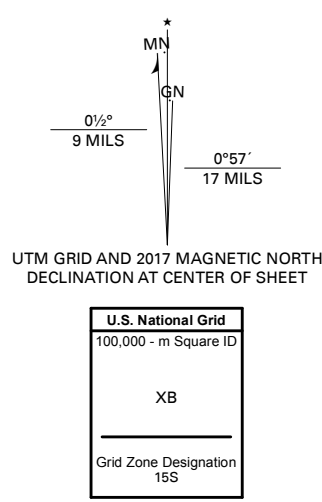 ★
MN
GN
0½°
9 MILS
0°57´
17 MILS
UTM GRID AND 2017 MAGNETIC NORTH
DECLINATION AT CENTER OF SHEET
U.S. National Grid
100,000 - m Square ID
XB
Grid Zone Designation
15S